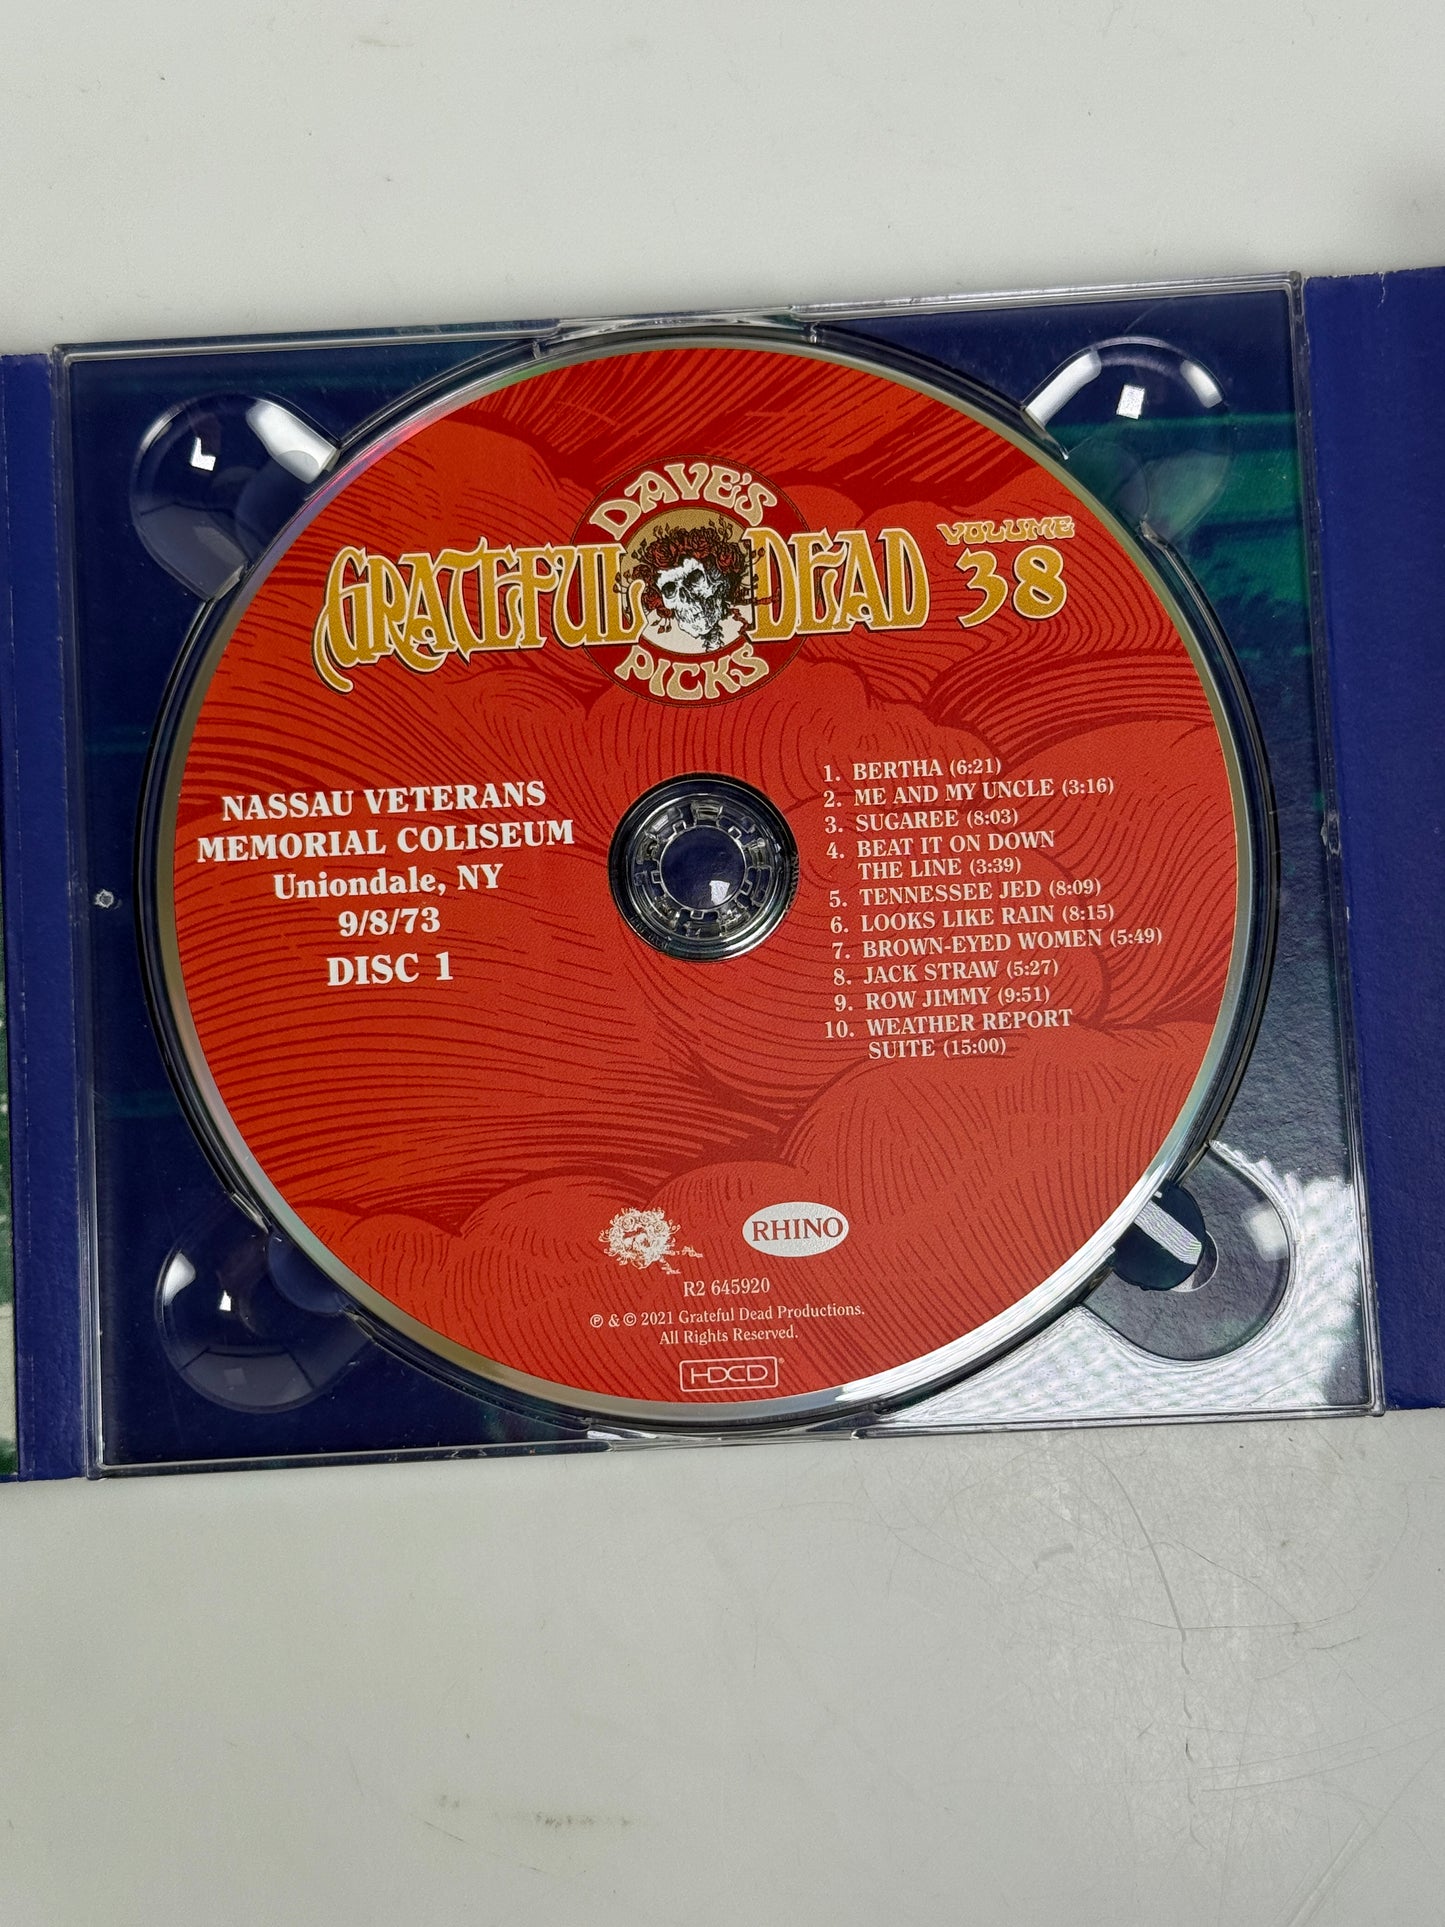 DAVE'S
GRATEFUL DEAD
PICKS
VOLUME
38
NASSAU VETERANS
MEMORIAL COLISEUM
Uniondale, NY
9/8/73
DISC 1
1. BERTHA (6:21)
2. ME AND MY UNCLE (3:16)
3. SUGAREE (8:03)
4. BEAT IT ON DOWN
THE LINE (3:39)
5. TENNESSEE JED (8:09)
6. LOOKS LIKE RAIN (8:15)
7. BROWN-EYED WOMEN (5:49)
8. JACK STRAW (5:27)
9. ROW JIMMY (9:51)
10. WEATHER REPORT
SUITE (15:00)
RHINO
R2 645920
℗ & © 2021 Grateful Dead Productions.
All Rights Reserved.
HDCD®